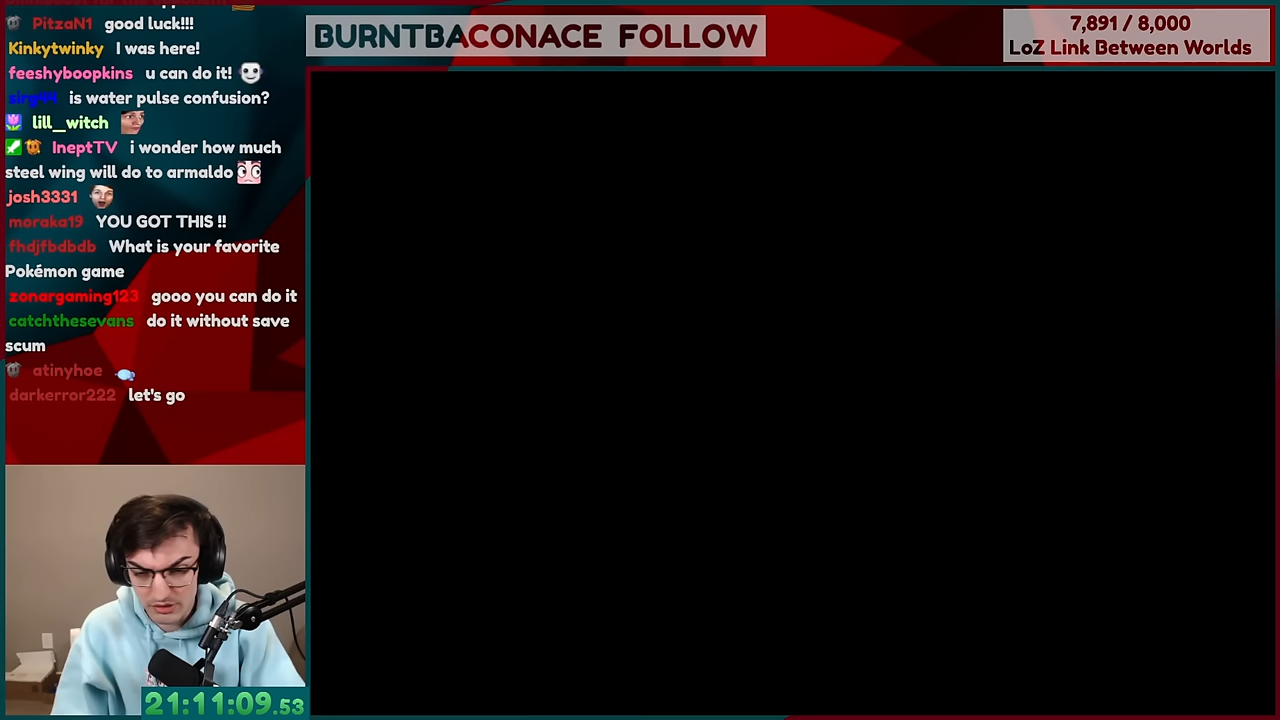 PitzaN1 good luck!!!
Kinkytwinky I was here!
feeshyboopkins u can do it!
sirg44 is water pulse confusion?
lill_witch
IneptTV i wonder how much
steel wing will do to armaldo
josh3331
moraka19 YOU GOT THIS !!
fhdjfbdbdb What is your favorite
Pokémon game
zonargaming123 gooo you can do it
catchthesevans do it without save
scum
atinyhoe
darkerror222 let's go
21:11:09.53
BURNTBACONACE FOLLOW
7,891 / 8,000
LoZ Link Between Worlds